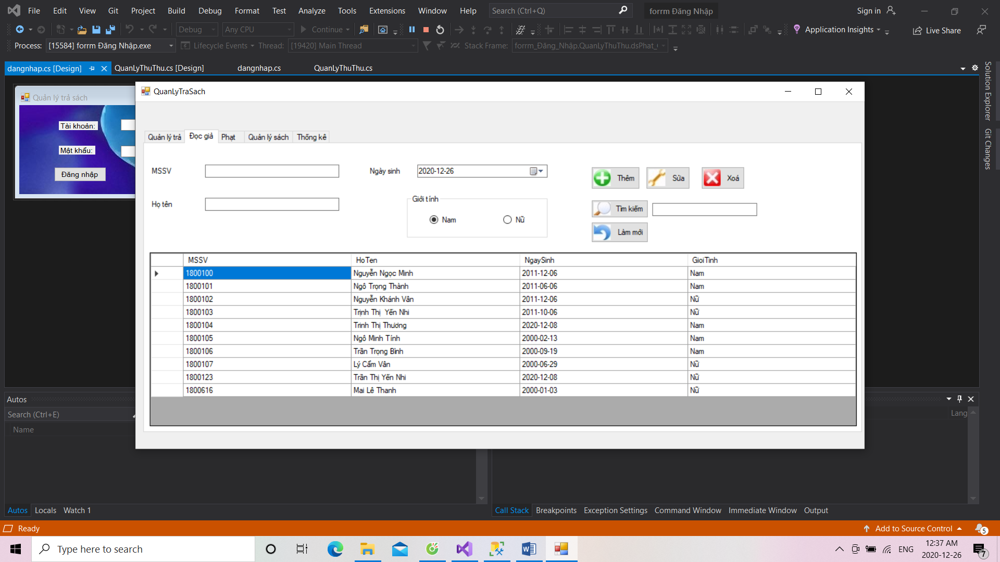 File Edit View Git Project Build Debug Format Test Analyze Tools Extensions Window Help Search (Ctrl+Q) forrm Đăng Nhập Sign in
Debug Any CPU Continue Application Insights Live Share
Process: [15584] forrm Đăng Nhập.exe Lifecycle Events Thread: [19420] Main Thread Stack Frame: forrm_Đăng_Nhập.QuanLyThuThu.dsPhat_
dangnhap.cs [Design] QuanLyThuThu.cs [Design] dangnhap.cs QuanLyThuThu.cs
Solution Explorer
Git Changes
Quản lý trả sách
Tài khoản:
Mật khẩu:
Đăng nhập
QuanLyTraSach
Quản lý trả Đọc giả Phạt Quản lý sách Thống kê
MSSV Ngày sinh 2020-12-26 Thêm Sửa Xoá
Họ tên Giới tính Nam Nữ Tìm kiếm
Làm mới
MSSV HoTen NgaySinh GioiTinh
1800100 Nguyễn Ngọc Minh 2011-12-06 Nam
1800101 Ngô Trọng Thành 2011-06-06 Nam
1800102 Nguyễn Khánh Vân 2011-12-06 Nữ
1800103 Trịnh Thị  Yến Nhi 2011-10-06 Nữ
1800104 Trinh Thị Thương 2020-12-08 Nam
1800105 Ngô Minh Tính 2000-02-13 Nam
1800106 Trần Trọng Bình 2000-09-19 Nam
1800107 Lý Cẩm Vân 2000-06-29 Nữ
1800123 Trần Thị Yến Nhi 2020-12-08 Nữ
1800616 Mai Lê Thanh 2000-01-03 Nữ
Autos
Search (Ctrl+E)
Name
Lang
Autos Locals Watch 1
Call Stack Breakpoints Exception Settings Command Window Immediate Window Output
Ready Add to Source Control 5
Type here to search ENG 12:37 AM
2020-12-26 7